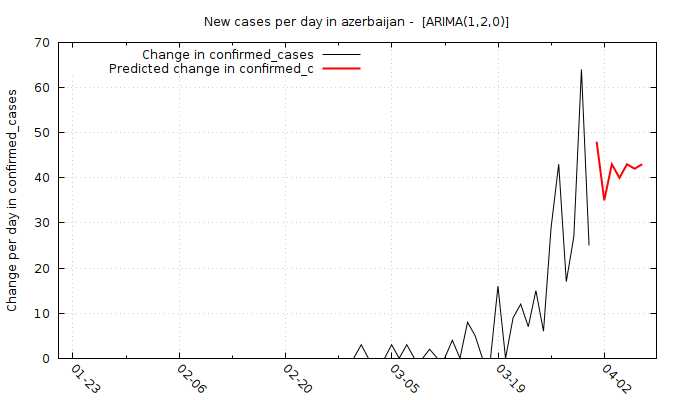 New cases per day in azerbaijan -  [ARIMA(1,2,0)]
Change in confirmed_cases
Predicted change in confirmed_c
Change per day in confirmed_cases
70
60
50
40
30
20
10
0
01-23 02-06 02-20 03-05 03-19 04-02